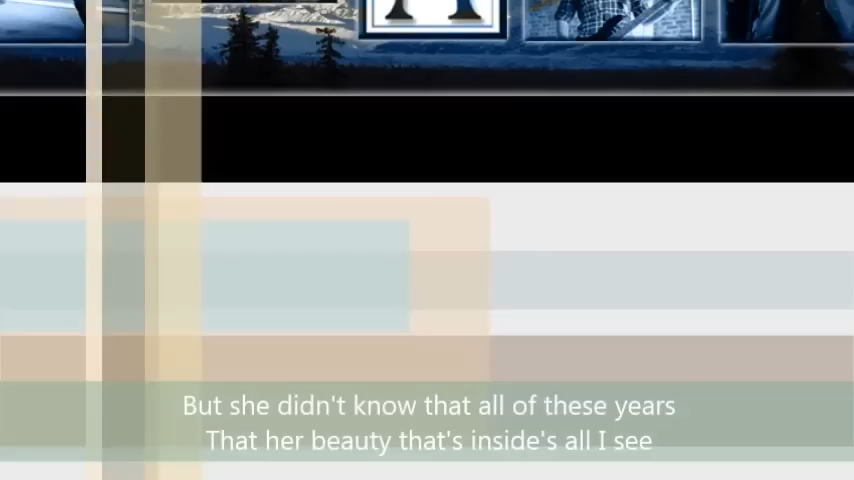 But she didn't know that all of these years
That her beauty that's inside's all I see